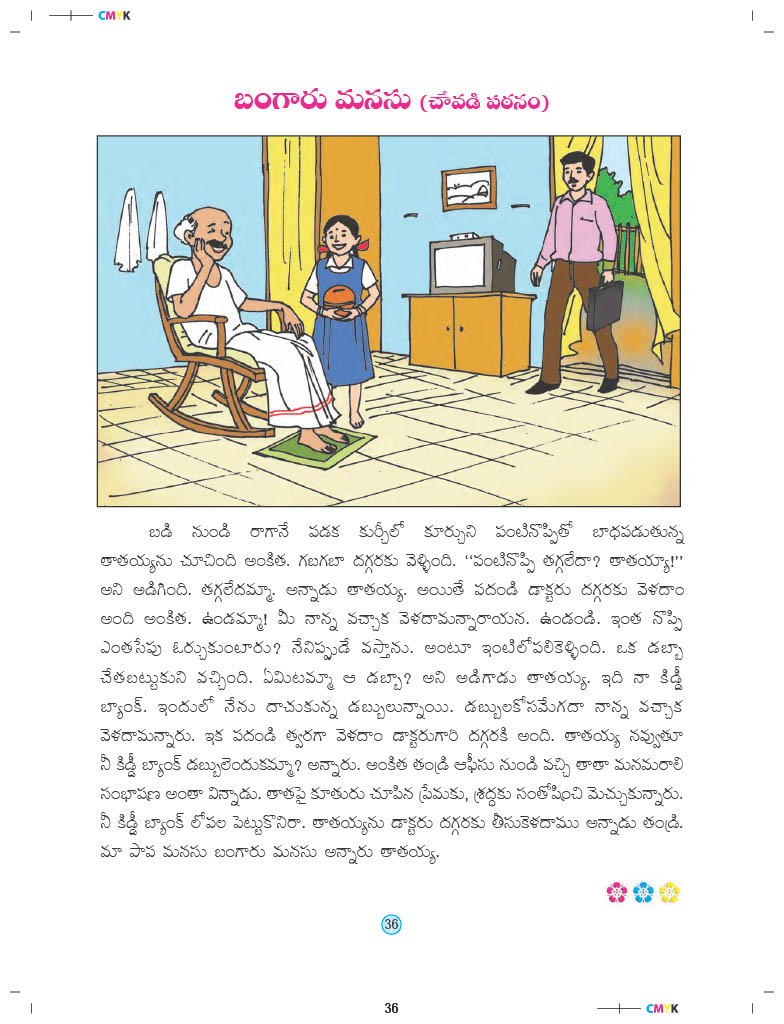 CMYK
బంగారు మనసు (చావడి పఠనం)
బడి నుండి రాగానే పడక కుర్చీలో కూర్చుని పంటినొప్పితో బాధపడుతున్న
తాతయ్యను చూచింది అంకిత. గబగబా దగ్గరకు వెళ్ళింది. ‘‘పంటినొప్పి తగ్గలేదా? తాతయ్యా!’’
అని అడిగింది. తగ్గలేదమ్మా. అన్నాడు తాతయ్య. అయితే పదండి డాక్టరు దగ్గరకు వెళదాం
అంది అంకిత. ఉండమ్మా! మీ నాన్న వచ్చాక వెళదామన్నారాయన. ఉండండి. ఇంత నొప్పి
ఎంతసేపు ఓర్చుకుంటారు? నేనిప్పుడే వస్తాను. అంటూ ఇంటిలోపలికెళ్ళింది. ఒక డబ్బా
చేతబట్టుకుని వచ్చింది. ఏమిటమ్మా ఆ డబ్బా? అని అడిగాడు తాతయ్య. ఇది నా కిడ్డీ
బ్యాంక్. ఇందులో నేను దాచుకున్న డబ్బులున్నాయి. డబ్బులకోసమేగదా నాన్న వచ్చాక
వెళదామన్నారు. ఇక పదండి త్వరగా వెళదాం డాక్టరుగారి దగ్గరకి అంది. తాతయ్య నవ్వుతూ
నీ కిడ్డీ బ్యాంక్ డబ్బులెందుకమ్మా? అన్నారు. అంకిత తండ్రి ఆఫీసు నుండి వచ్చి తాతా మనమరాలి
సంభాషణ అంతా విన్నాడు. తాతపై కూతురు చూపిన ప్రేమకు, శ్రద్ధకు సంతోషించి మెచ్చుకున్నారు.
నీ కిడ్డీ బ్యాంక్ లోపల పెట్టుకొనిరా. తాతయ్యను డాక్టరు దగ్గరకు తీసుకెళదాము అన్నాడు తండ్రి.
మా పాప మనసు బంగారు మనసు అన్నారు తాతయ్య.
36
36
CMYK